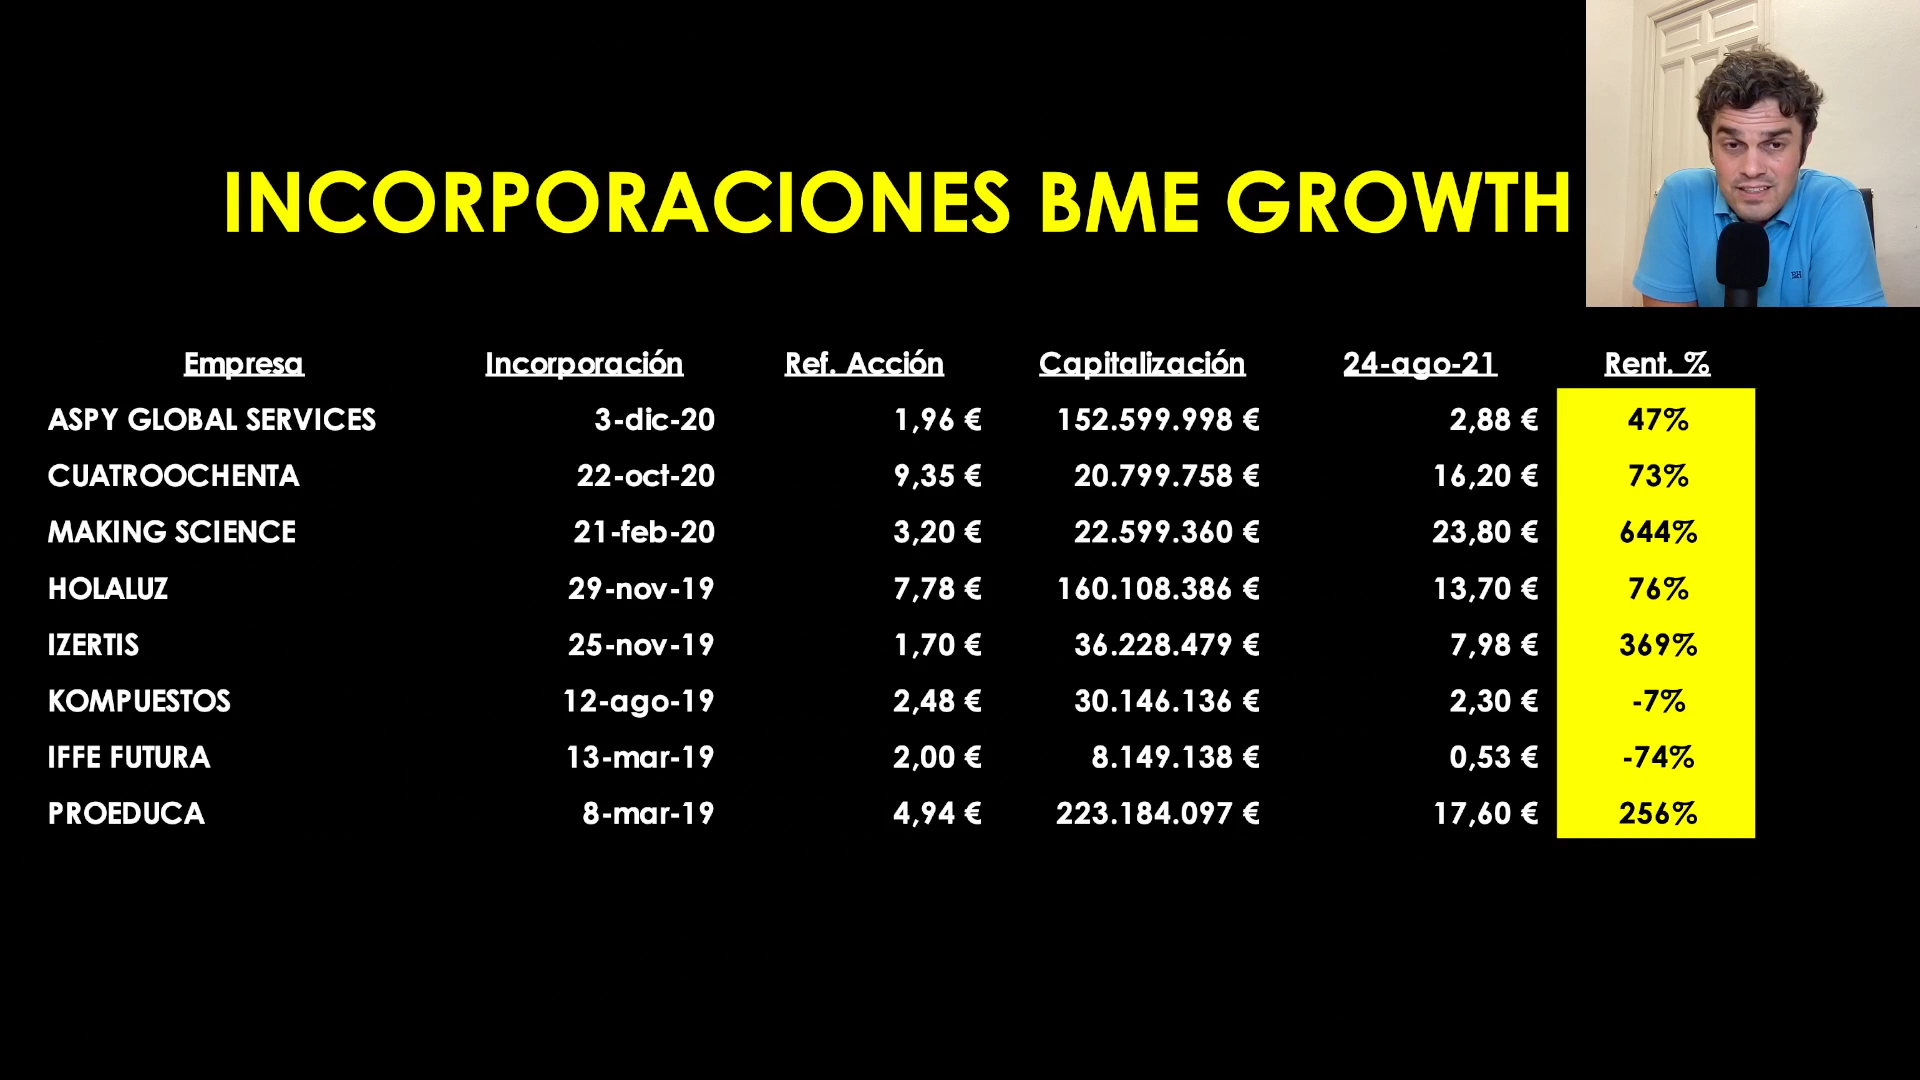 INCORPORACIONES BME GROWTH
Empresa Incorporación Ref. Acción Capitalización 24-ago-21 Rent. %
ASPY GLOBAL SERVICES 3-dic-20 1,96 € 152.599.998 € 2,88 € 47%
CUATROOCHENTA 22-oct-20 9,35 € 20.799.758 € 16,20 € 73%
MAKING SCIENCE 21-feb-20 3,20 € 22.599.360 € 23,80 € 644%
HOLALUZ 29-nov-19 7,78 € 160.108.386 € 13,70 € 76%
IZERTIS 25-nov-19 1,70 € 36.228.479 € 7,98 € 369%
KOMPUESTOS 12-ago-19 2,48 € 30.146.136 € 2,30 € -7%
IFFE FUTURA 13-mar-19 2,00 € 8.149.138 € 0,53 € -74%
PROEDUCA 8-mar-19 4,94 € 223.184.097 € 17,60 € 256%